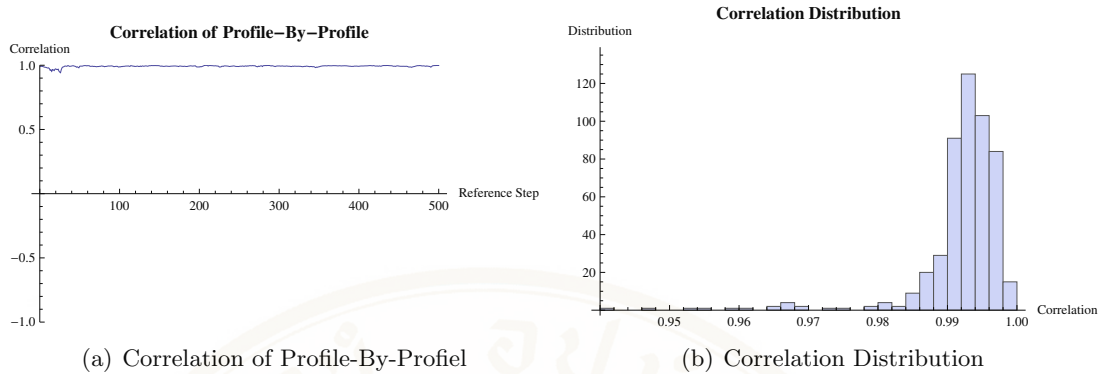 Correlation of Profile–By–Profile
Correlation
1.0
0.5
−0.5
−1.0
100
200
300
400
500
Reference Step
(a) Correlation of Profile-By-Profiel
Correlation Distribution
Distribution
120
100
80
60
40
20
0.95
0.96
0.97
0.98
0.99
1.00
Correlation
(b) Correlation Distribution